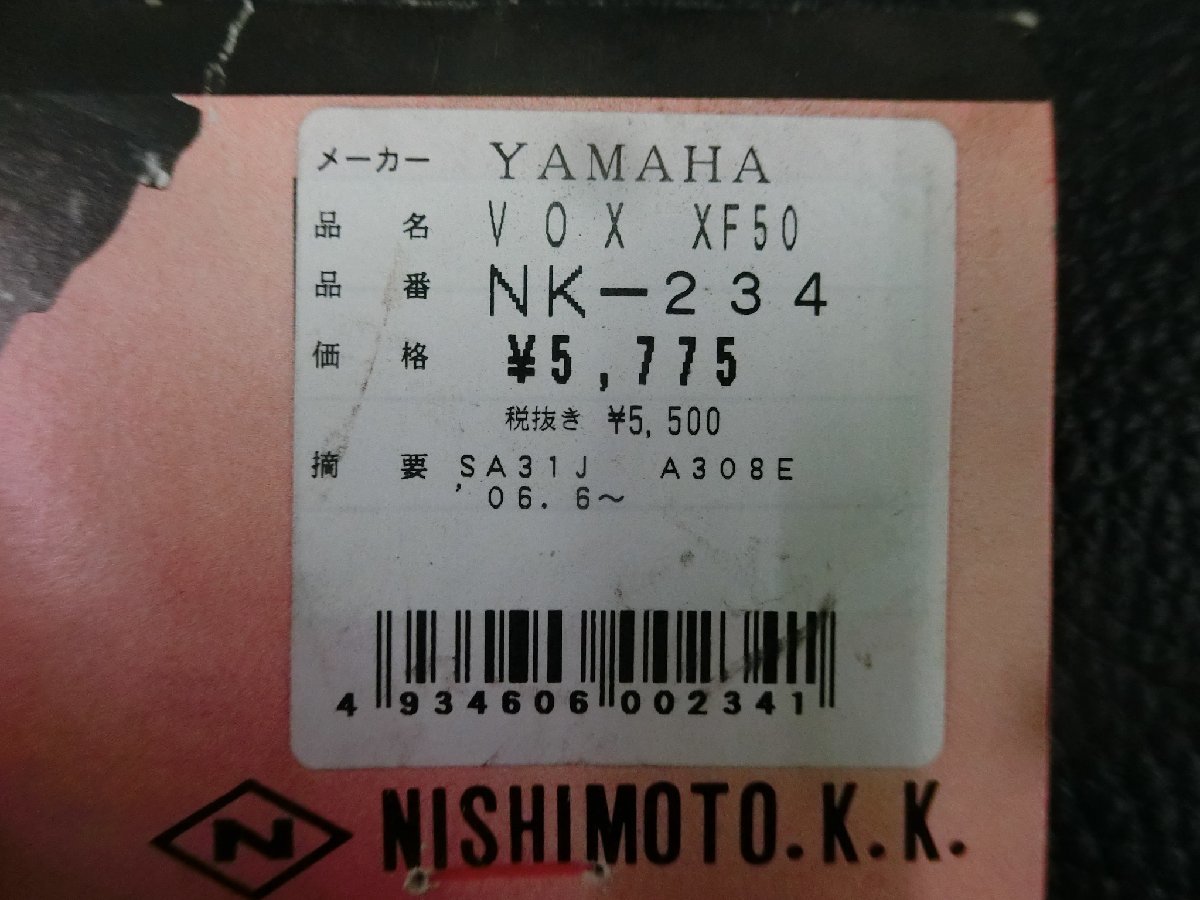 メーカー YAMAHA
品 名 VOX XF50
品 番 NK-234
価 格 ¥5,775
税抜き ¥5,500
摘 要 SA31J A308E
'06.6～
4 934606 002341
N NISHIMOTO.K.K.